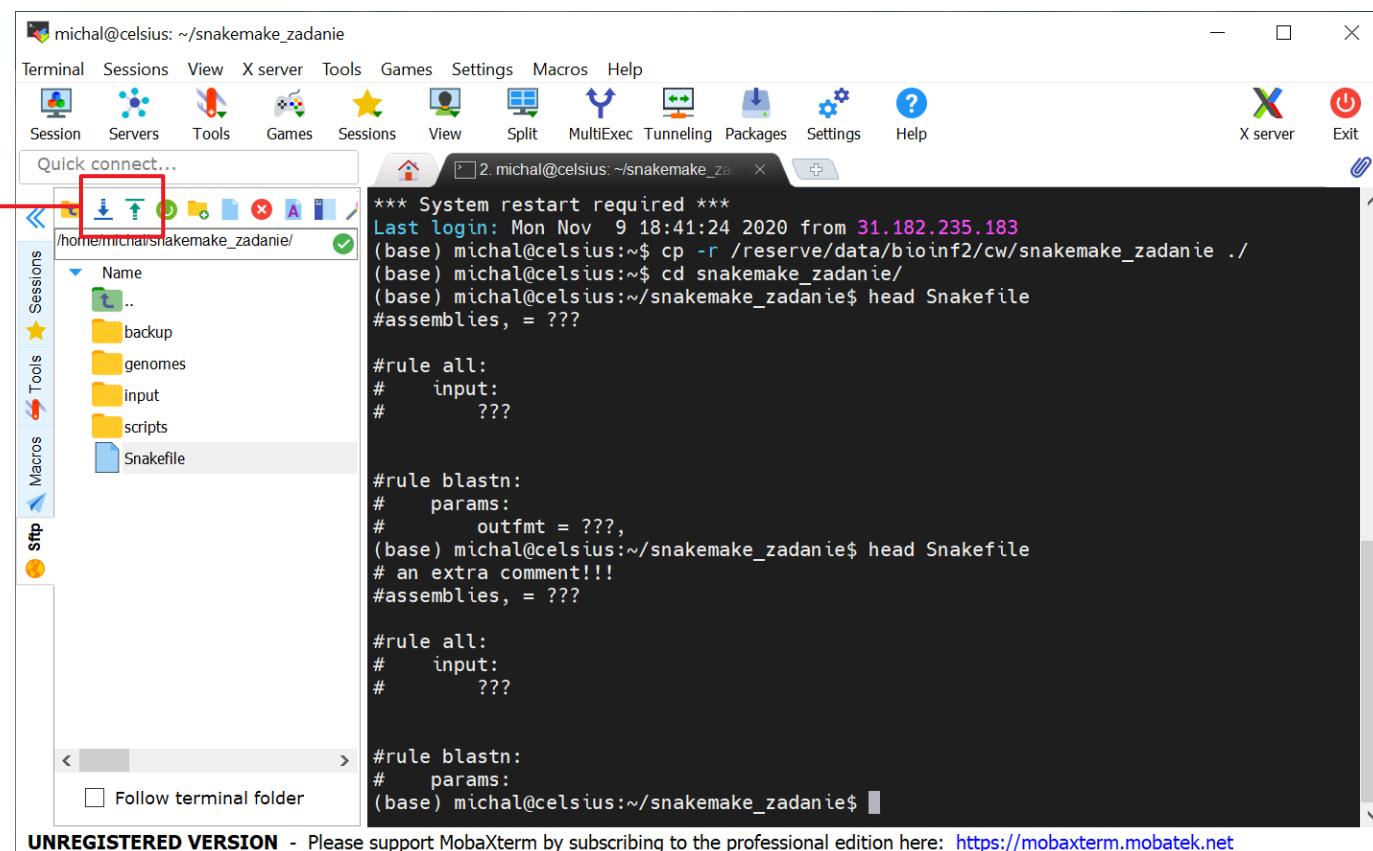 michal@celsius: ~/snakemake_zadanie
Terminal Sessions View X server Tools Games Settings Macros Help
Session Servers Tools Games Sessions View Split MultiExec Tunneling Packages Settings Help X server Exit
Quick connect...
2. michal@celsius: ~/snakemake_za
/home/michal/snakemake_zadanie/
Name
..
backup
genomes
input
scripts
Snakefile
Sessions
Tools
Macros
Sftp
Follow terminal folder
*** System restart required ***
Last login: Mon Nov  9 18:41:24 2020 from 31.182.235.183
(base) michal@celsius:~$ cp -r /reserve/data/bioinf2/cw/snakemake_zadanie ./
(base) michal@celsius:~$ cd snakemake_zadanie/
(base) michal@celsius:~/snakemake_zadanie$ head Snakefile
#assemblies, = ???
#rule all:
#    input:
#        ???
#rule blastn:
#    params:
#        outfmt = ???,
(base) michal@celsius:~/snakemake_zadanie$ head Snakefile
# an extra comment!!!
#assemblies, = ???
#rule all:
#    input:
#        ???
#rule blastn:
#    params:
(base) michal@celsius:~/snakemake_zadanie$
UNREGISTERED VERSION - Please support MobaXterm by subscribing to the professional edition here: https://mobaxterm.mobatek.net